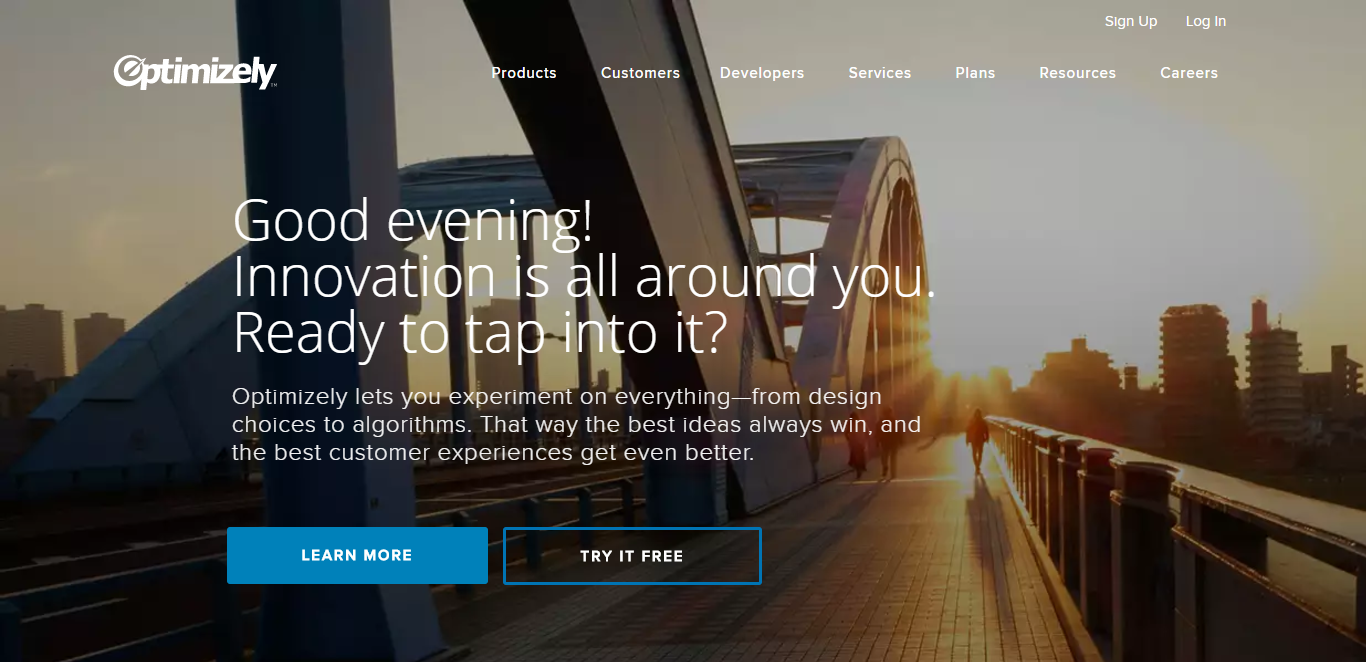 Sign Up Log In
Optimizely
Products Customers Developers Services Plans Resources Careers
Good evening!
Innovation is all around you.
Ready to tap into it?
Optimizely lets you experiment on everything—from design
choices to algorithms. That way the best ideas always win, and
the best customer experiences get even better.
LEARN MORE TRY IT FREE